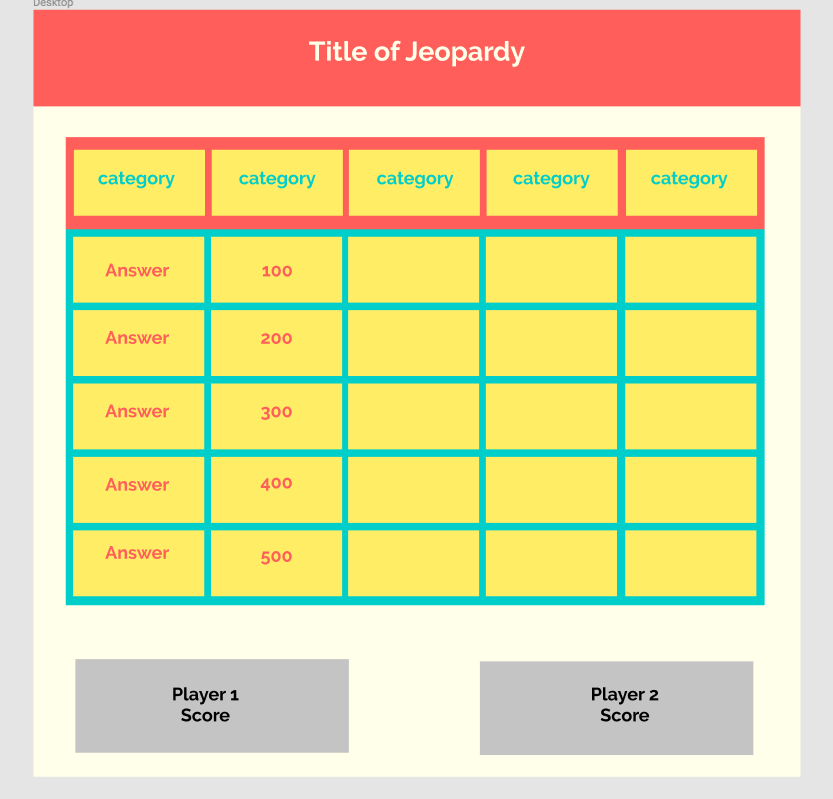 Desktop
Title of Jeopardy
category category category category category
Answer 100
Answer 200
Answer 300
Answer 400
Answer 500
Player 1
Score
Player 2
Score